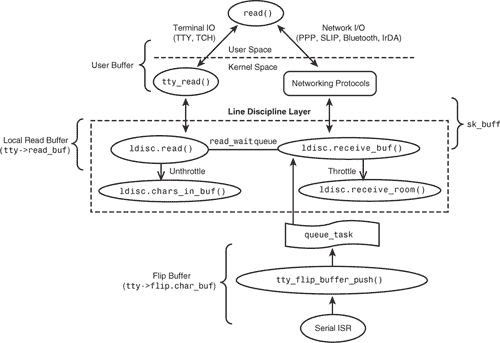 read()
Terminal IO
(TTY, TCH)
Network I/O
(PPP, SLIP, Bluetooth, IrDA)
User Space
Kernel Space
User Buffer
tty_read()
Networking Protocols
Line Discipline Layer
sk_buff
Local Read Buffer
(tty->read_buf)
ldisc.read()
read_waitqueue
ldisc.receive_buf()
Unthrottle
Throttle
ldisc.chars_in_buf()
ldisc.receive_room()
queue_task
Flip Buffer
(tty->flip.char_buf)
tty_flip_buffer_push()
Serial ISR